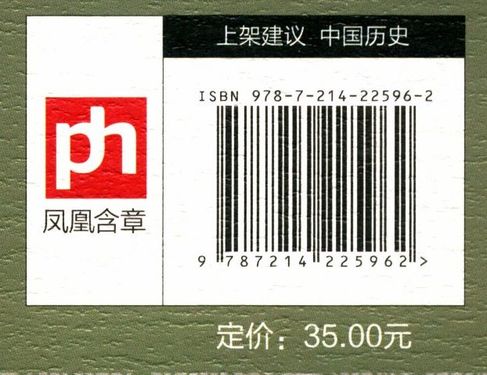 上架建议 中国历史
ISBN 978-7-214-22596-2
ph
凤凰含章
9 787214 225962 >
定价：35.00元